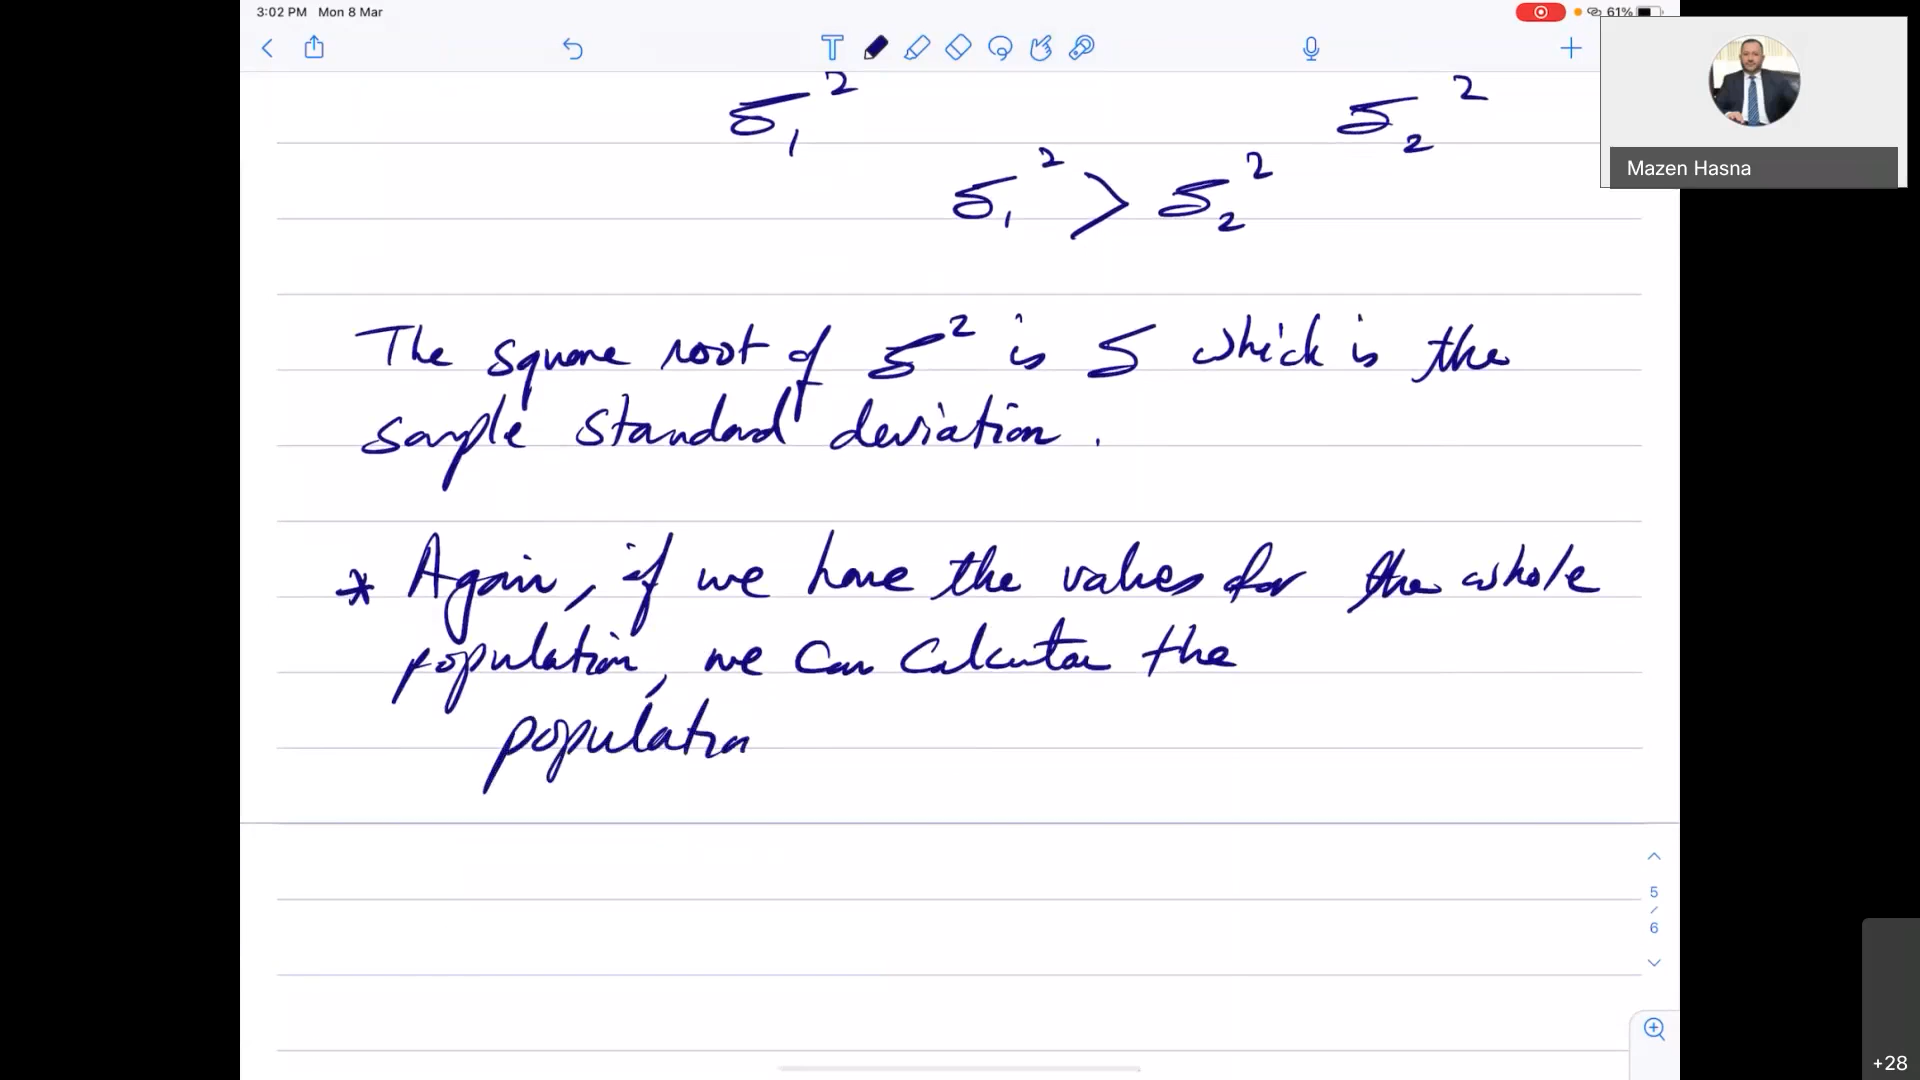 3:02 PM Mon 8 Mar
61%
Mazen Hasna
S₁² S₂²
S₁² > S₂²
The square root of S² is S which is the
sample standard deviation.
* Again, if we have the values for the whole
population, we can calculate the
population
5
/
6
+28